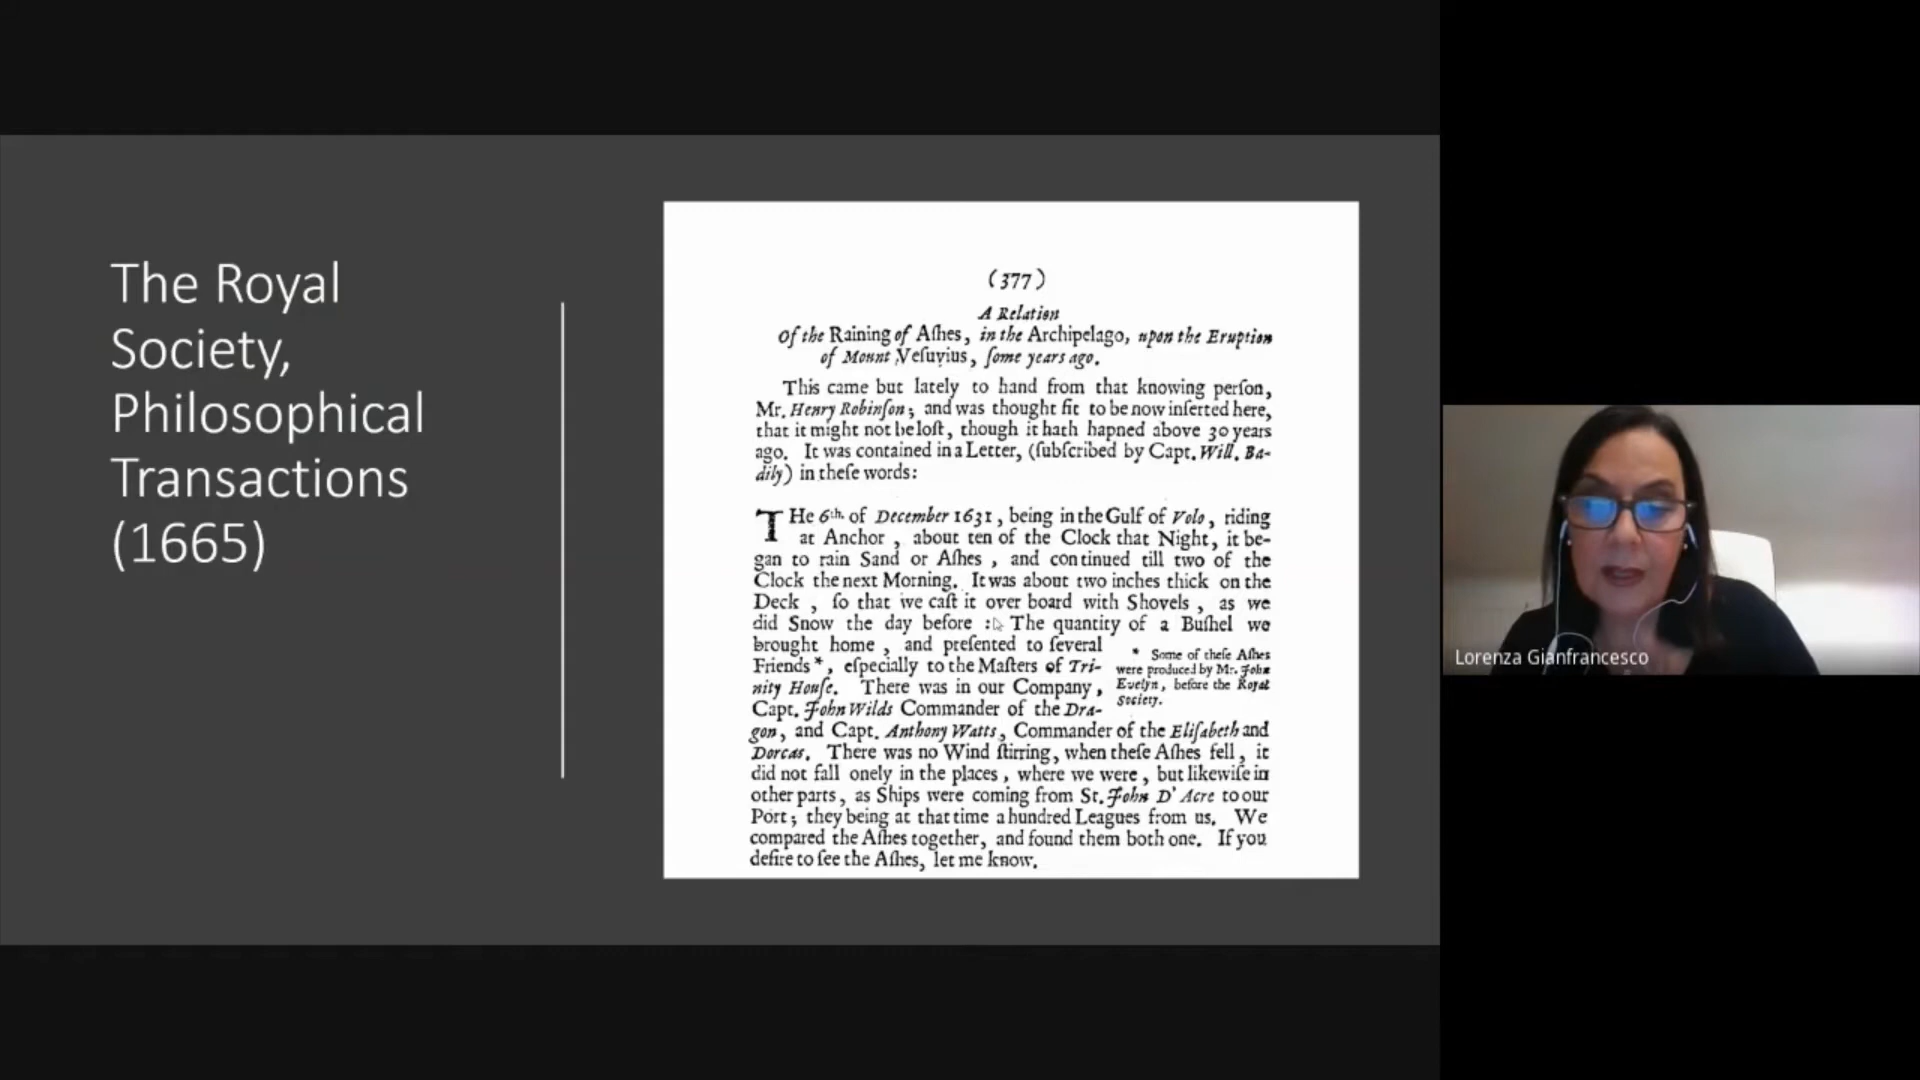 The Royal
Society,
Philosophical
Transactions
(1665)
(377)
A Relation
Of the Raining of Aſhes, in the Archipelago, upon the Eruption
of Mount Veſuvius, ſome years ago.
This came but lately to hand from that knowing perſon,
Mr. Henry Robinſon; and was thought fit to be now inſerted here,
that it might not be loſt, though it hath hapned above 30 years
ago. It was contained in a Letter, (ſubſcribed by Capt. Will. Ba-
dily) in theſe words:
THe 6th. of December 1631, being in the Gulf of Volo, riding
at Anchor, about ten of the Clock that Night, it be-
gan to rain Sand or Aſhes, and continued till two of the
Clock the next Morning. It was about two inches thick on the
Deck, ſo that we caſt it over board with Shovels, as we
did Snow the day before: The quantity of a Buſhel we
brought home, and preſented to ſeveral
Friends*, eſpecially to the Maſters of Tri-
nity Houſe. There was in our Company,
Capt. John Wilds Commander of the Dra-
* Some of theſe Aſhes
were produced by Mr. John
Evelyn, before the Royal
Society.
gon, and Capt. Anthony Watts, Commander of the Eliſabeth and
Dorcas. There was no Wind ſtirring, when theſe Aſhes fell, it
did not fall onely in the places, where we were, but likewiſe in
other parts, as Ships were coming from St. John D' Acre to our
Port; they being at that time a hundred Leagues from us. We
compared the Aſhes together, and found them both one. If you
deſire to ſee the Aſhes, let me know.
Lorenza Gianfrancesco